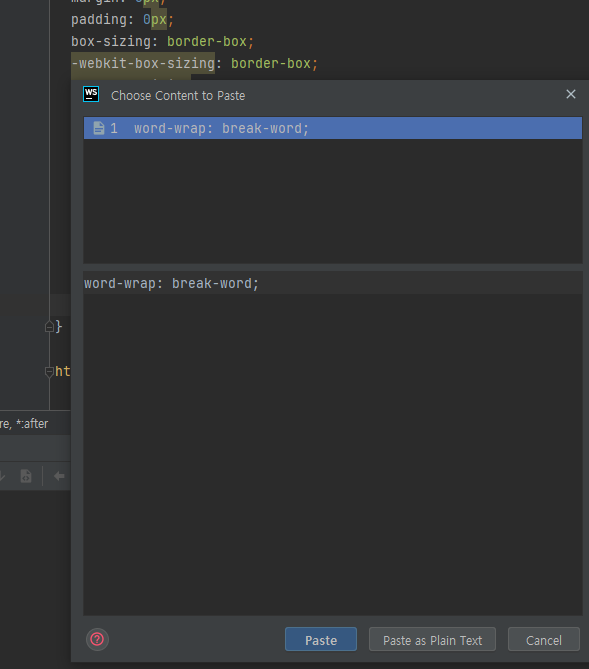 margin: 0px;
padding: 0px;
box-sizing: border-box;
-webkit-box-sizing: border-box;
WS Choose Content to Paste
1 word-wrap: break-word;
word-wrap: break-word;
}
ht
re, *:after
Paste
Paste as Plain Text
Cancel